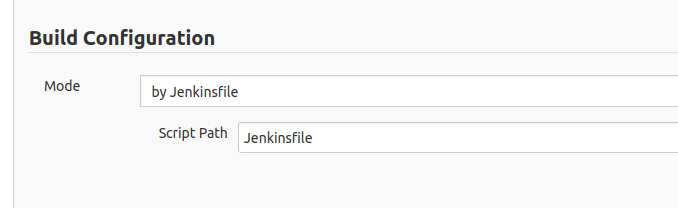 Build Configuration
Mode
by Jenkinsfile
Script Path
Jenkinsfile